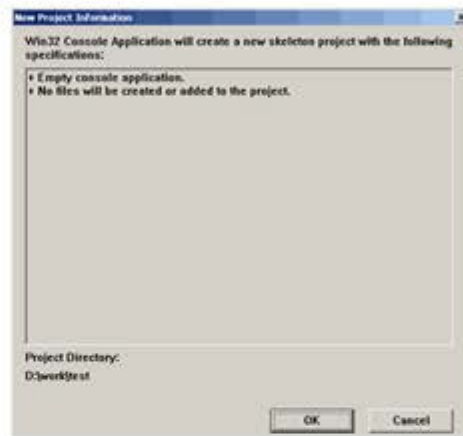 New Project Information
Win32 Console Application will create a new skeleton project with the following
specifications:
+ Empty console application.
+ No files will be created or added to the project.
Project Directory:
D:\work\test
OK
Cancel